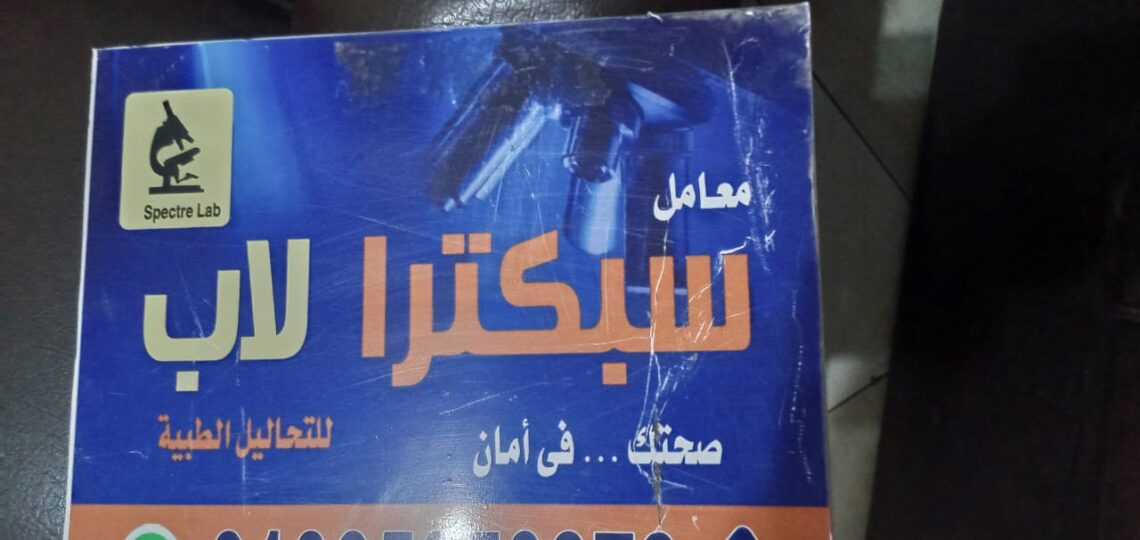 Spectre Lab
معامل
سبكترا لاب
للتحاليل الطبية
صحتك ... فى أمان